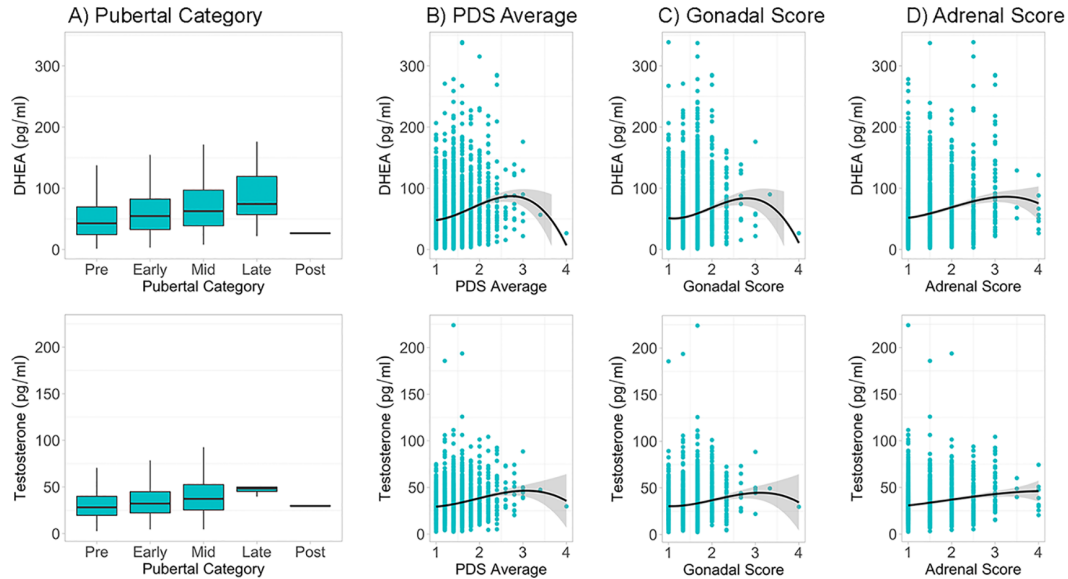 A) Pubertal Category
B) PDS Average
C) Gonadal Score
D) Adrenal Score
DHEA (pg/ml)
300
200
100
0
Pre Early Mid Late Post
Pubertal Category
DHEA (pg/ml)
300
200
100
0
1 2 3 4
PDS Average
DHEA (pg/ml)
300
200
100
0
1 2 3 4
Gonadal Score
DHEA (pg/ml)
300
200
100
0
1 2 3 4
Adrenal Score
Testosterone (pg/ml)
200
150
100
50
0
Pre Early Mid Late Post
Pubertal Category
Testosterone (pg/ml)
200
150
100
50
0
1 2 3 4
PDS Average
Testosterone (pg/ml)
200
150
100
50
0
1 2 3 4
Gonadal Score
Testosterone (pg/ml)
200
150
100
50
0
1 2 3 4
Adrenal Score